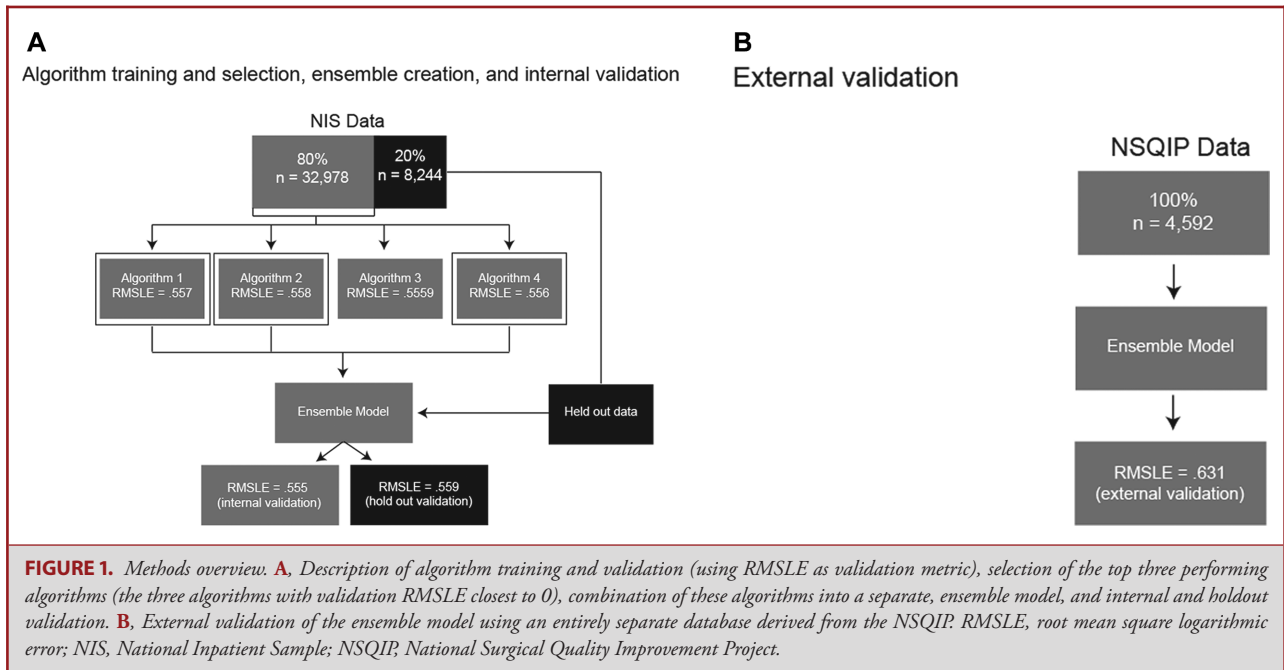 A
Algorithm training and selection, ensemble creation, and internal validation
NIS Data
80%
n = 32,978
20%
n = 8,244
Algorithm 1
RMSLE = .557
Algorithm 2
RMSLE = .558
Algorithm 3
RMSLE = .5559
Algorithm 4
RMSLE = .556
Ensemble Model
Held out data
RMSLE = .555
(internal validation)
RMSLE = .559
(hold out validation)
B
External validation
NSQIP Data
100%
n = 4,592
Ensemble Model
RMSLE = .631
(external validation)
FIGURE 1. Methods overview. A, Description of algorithm training and validation (using RMSLE as validation metric), selection of the top three performing
algorithms (the three algorithms with validation RMSLE closest to 0), combination of these algorithms into a separate, ensemble model, and internal and holdout
validation. B, External validation of the ensemble model using an entirely separate database derived from the NSQIP. RMSLE, root mean square logarithmic
error; NIS, National Inpatient Sample; NSQIP, National Surgical Quality Improvement Project.